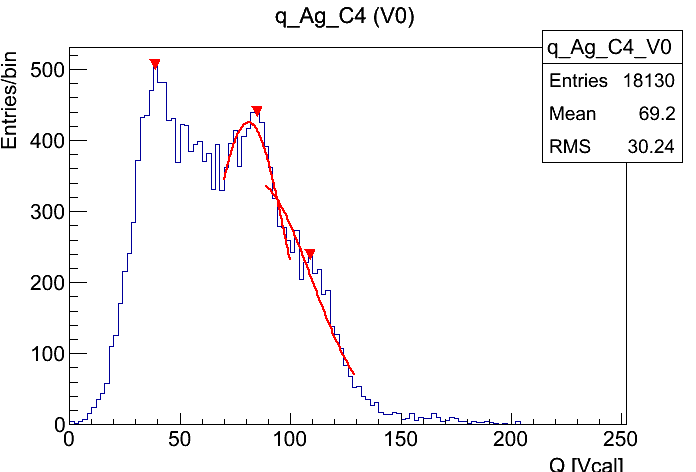 q_Ag_C4 (V0)
q_Ag_C4_V0
Entries 18130
Mean 69.2
RMS 30.24
Entries/bin
500
400
300
200
100
0
0 50 100 150 200 250
Q [Vcal]